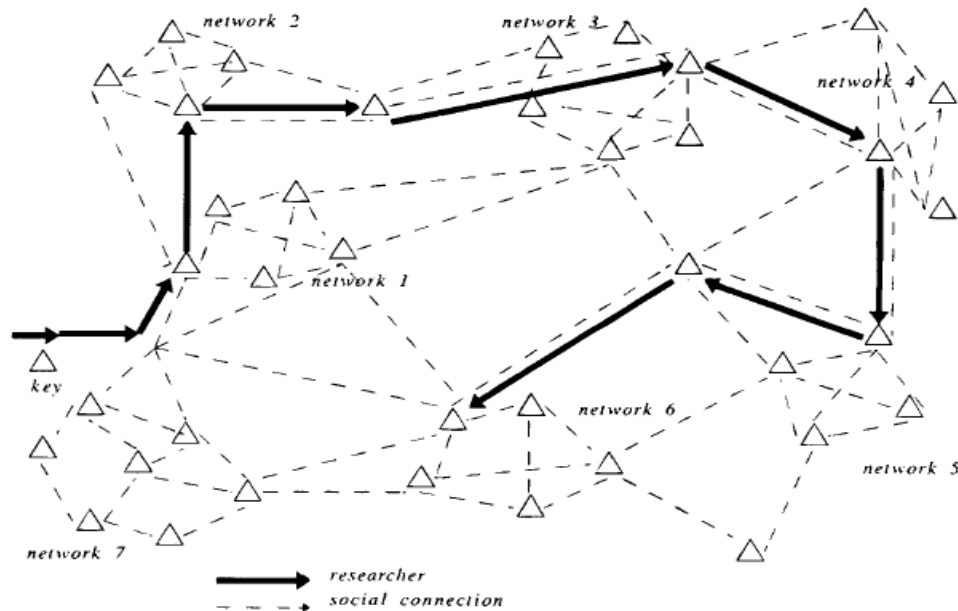 network 2
network 3
network 4
network 1
key
network 6
network 5
network 7
researcher
social connection